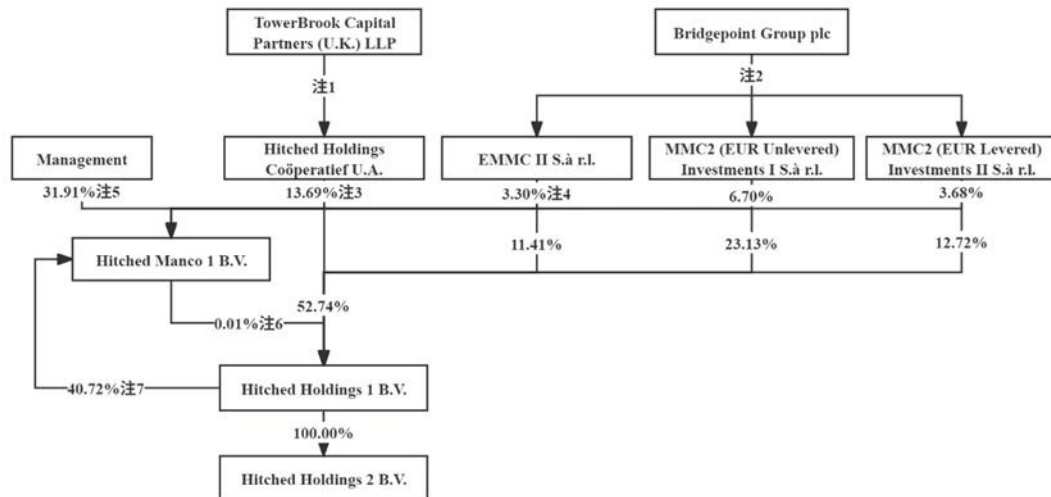 TowerBrook Capital
Partners (U.K.) LLP
Bridgepoint Group plc
注1
注2
Management
Hitched Holdings
Coöperatief U.A.
EMMC II S.à r.l.
MMC2 (EUR Unlevered)
Investments I S.à r.l.
MMC2 (EUR Levered)
Investments II S.à r.l.
31.91%注5
13.69%注3
3.30%注4
6.70%
3.68%
Hitched Manco 1 B.V.
11.41%
23.13%
12.72%
52.74%
0.01%注6
40.72%注7
Hitched Holdings 1 B.V.
100.00%
Hitched Holdings 2 B.V.